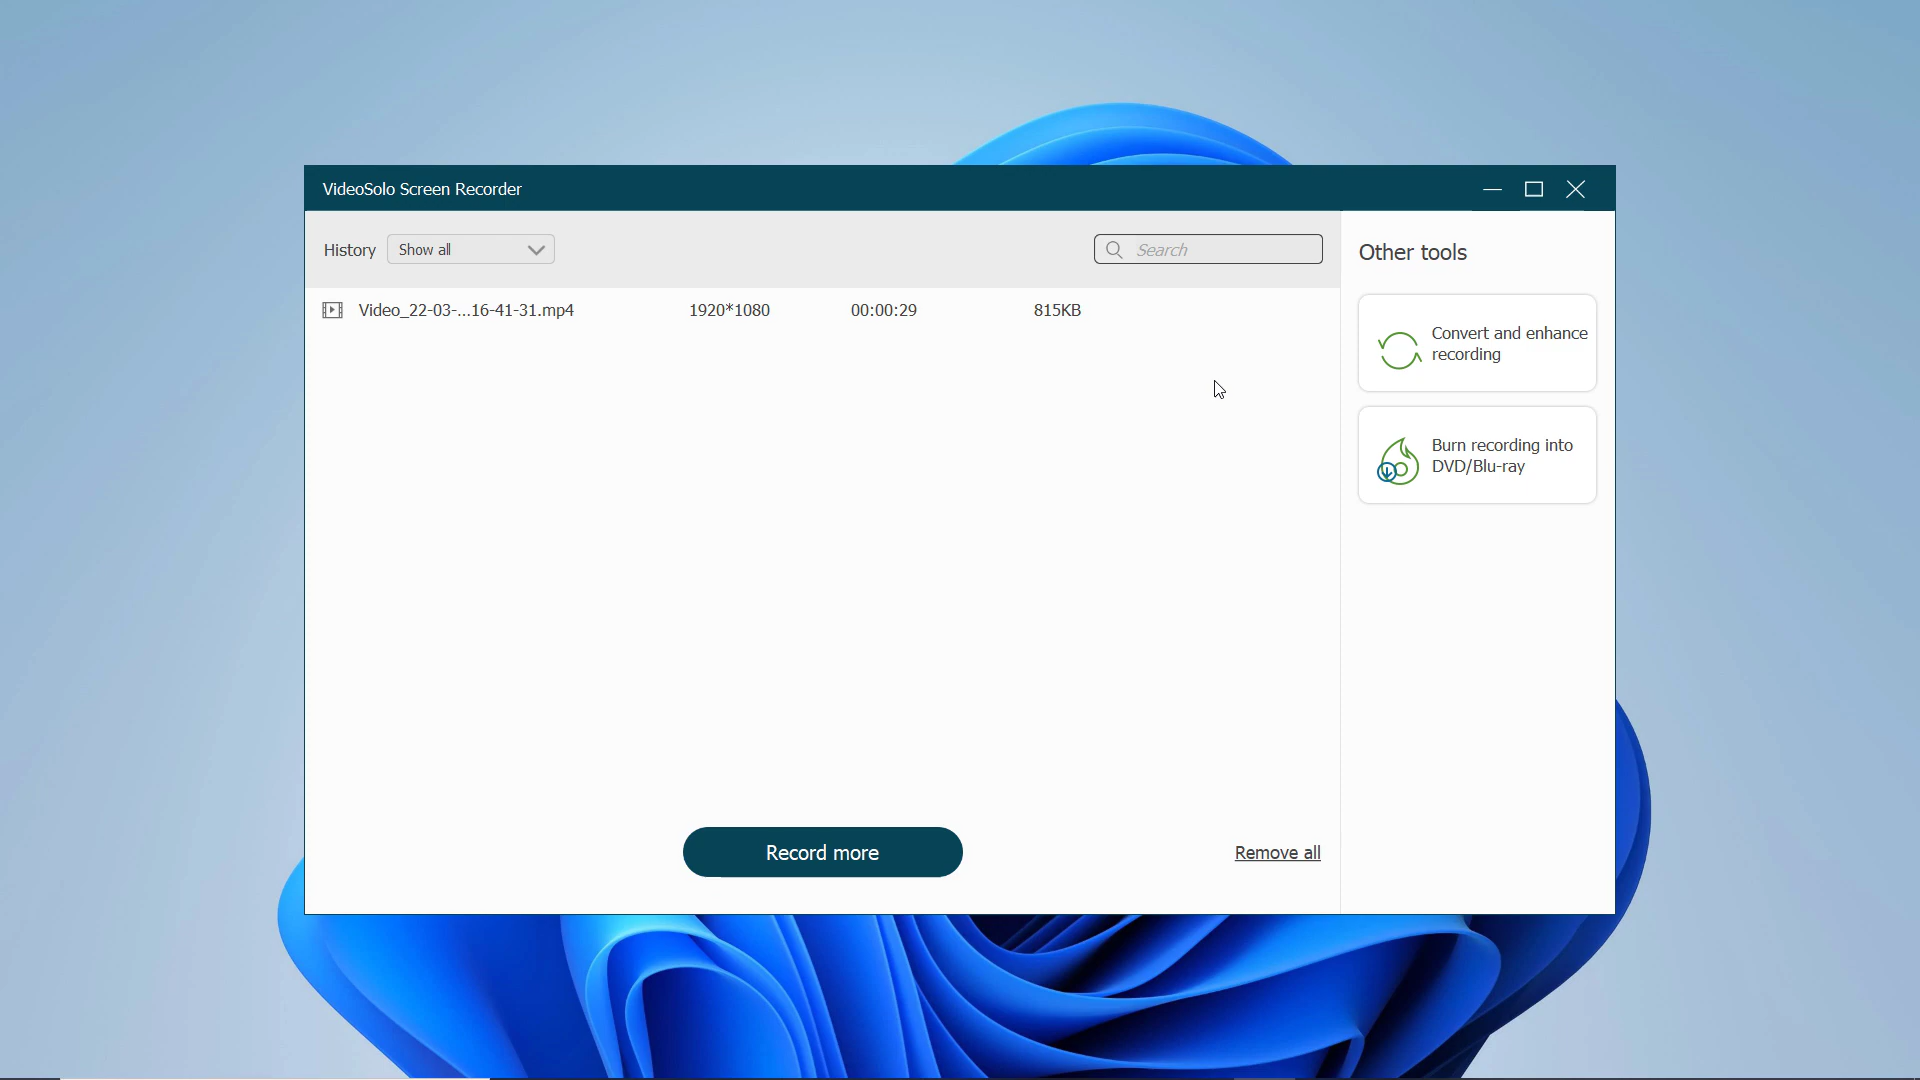 VideoSolo Screen Recorder
History Show all Search
Video_22-03-...16-41-31.mp4 1920*1080 00:00:29 815KB
Record more
Remove all
Other tools
Convert and enhance
recording
Burn recording into
DVD/Blu-ray